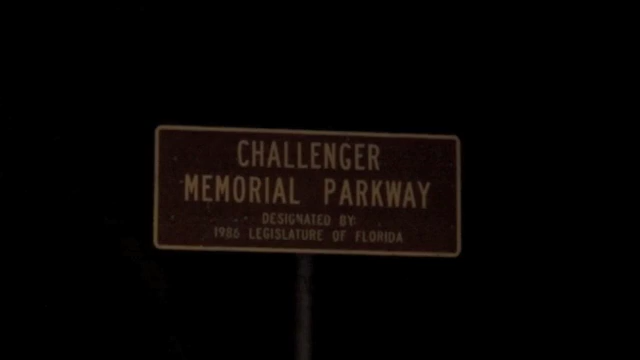 CHALLENGER
MEMORIAL PARKWAY
DESIGNATED BY
1986 LEGISLATURE OF FLORIDA